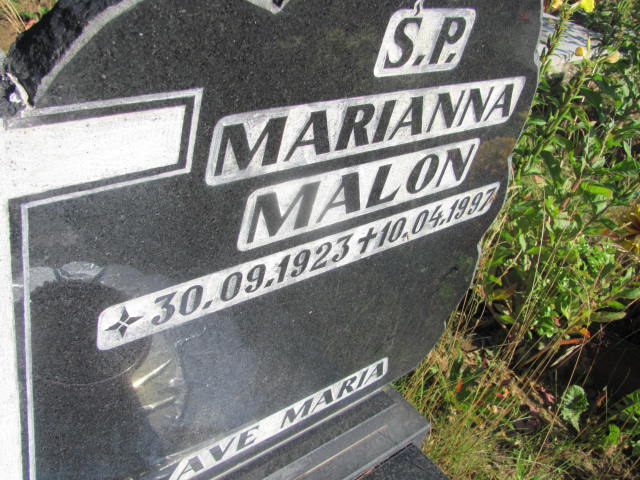 Ś.P.
MARIANNA
MALON
30.09.1923 +10.04.1997
AVE MARIA